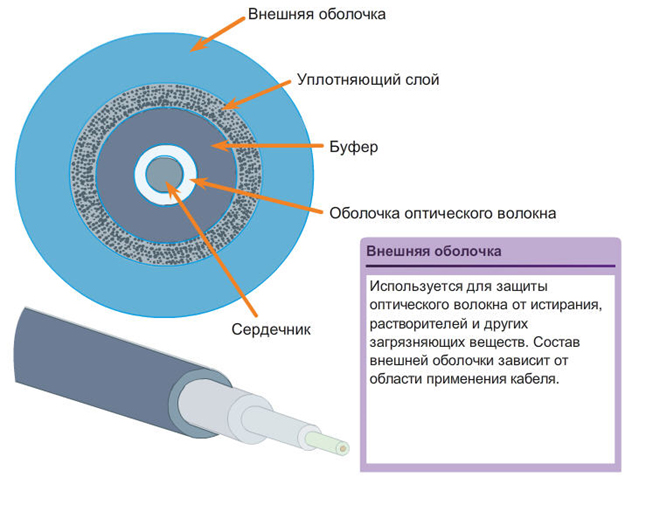 Внешняя оболочка
Уплотняющий слой
Буфер
Оболочка оптического волокна
Сердечник
Внешняя оболочка
Используется для защиты
оптического волокна от истирания,
растворителей и других
загрязняющих веществ. Состав
внешней оболочки зависит от
области применения кабеля.